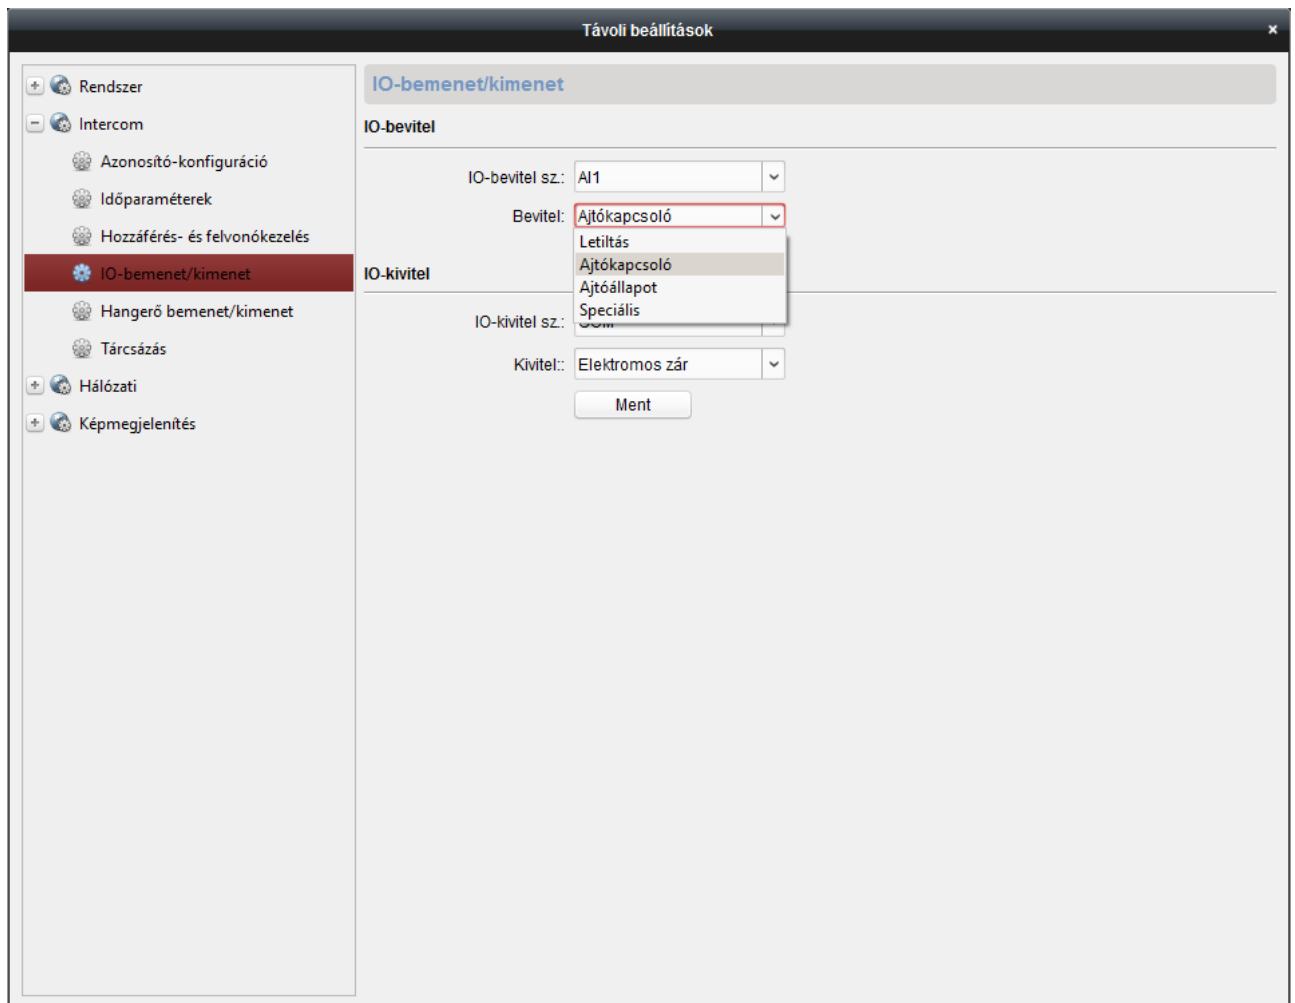 Távoli beállítások
Rendszer
Intercom
Azonosító-konfiguráció
Időparaméterek
Hozzáférés- és felvonókezelés
IO-bemenet/kimenet
Hangerő bemenet/kimenet
Tárcsázás
Hálózati
Képmegjelenítés
IO-bemenet/kimenet
IO-bevitel
IO-bevitel sz.: AI1
Bevitel: Ajtókapcsoló
Letiltás
Ajtókapcsoló
Ajtóállapot
Speciális
IO-kivitel
IO-kivitel sz.:
Kivitel:: Elektromos zár
Ment